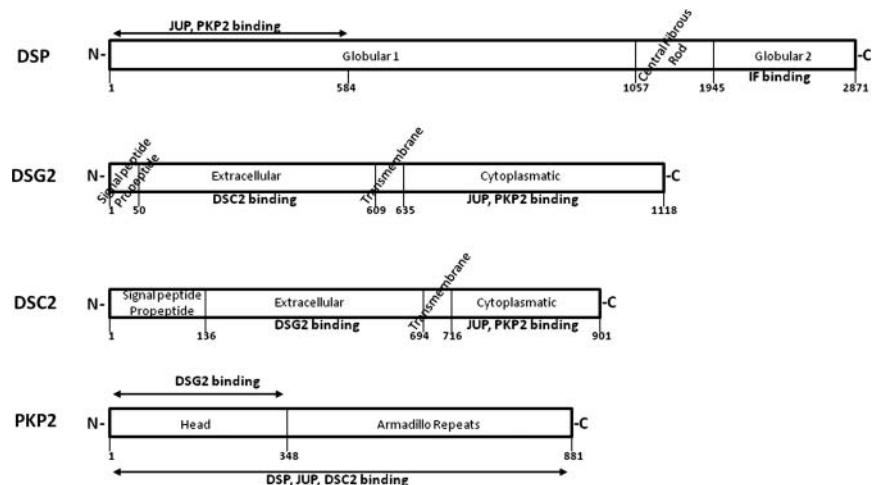 JUP, PKP2 binding
DSP
N-
Globular 1
Central Fibrous
Rod
Globular 2
-C
IF binding
1
584
1057
1945
2871
DSG2
N-
Signal peptide
Propeptide
Extracellular
Transmembrane
Cytoplasmatic
-C
DSC2 binding
JUP, PKP2 binding
1
50
609
635
1118
DSC2
N-
Signal peptide
Propeptide
Extracellular
Transmembrane
Cytoplasmatic
-C
DSG2 binding
JUP, PKP2 binding
1
136
694
716
901
DSG2 binding
PKP2
N-
Head
Armadillo Repeats
-C
1
348
881
DSP, JUP, DSC2 binding